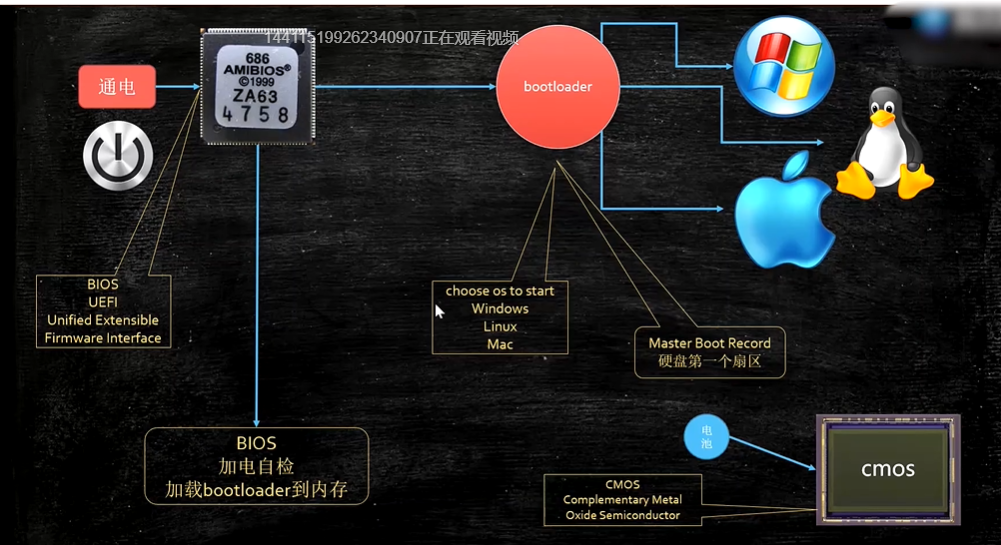 144115199262340907正在观看视频
通电
686
AMIBIOS®
©1999
ZA63
4758
bootloader
BIOS
UEFI
Unified Extensible
Firmware Interface
choose os to start
Windows
Linux
Mac
Master Boot Record
硬盘第一个扇区
BIOS
加电自检
加载bootloader到内存
电
池
cmos
CMOS
Complementary Metal
Oxide Semiconductor